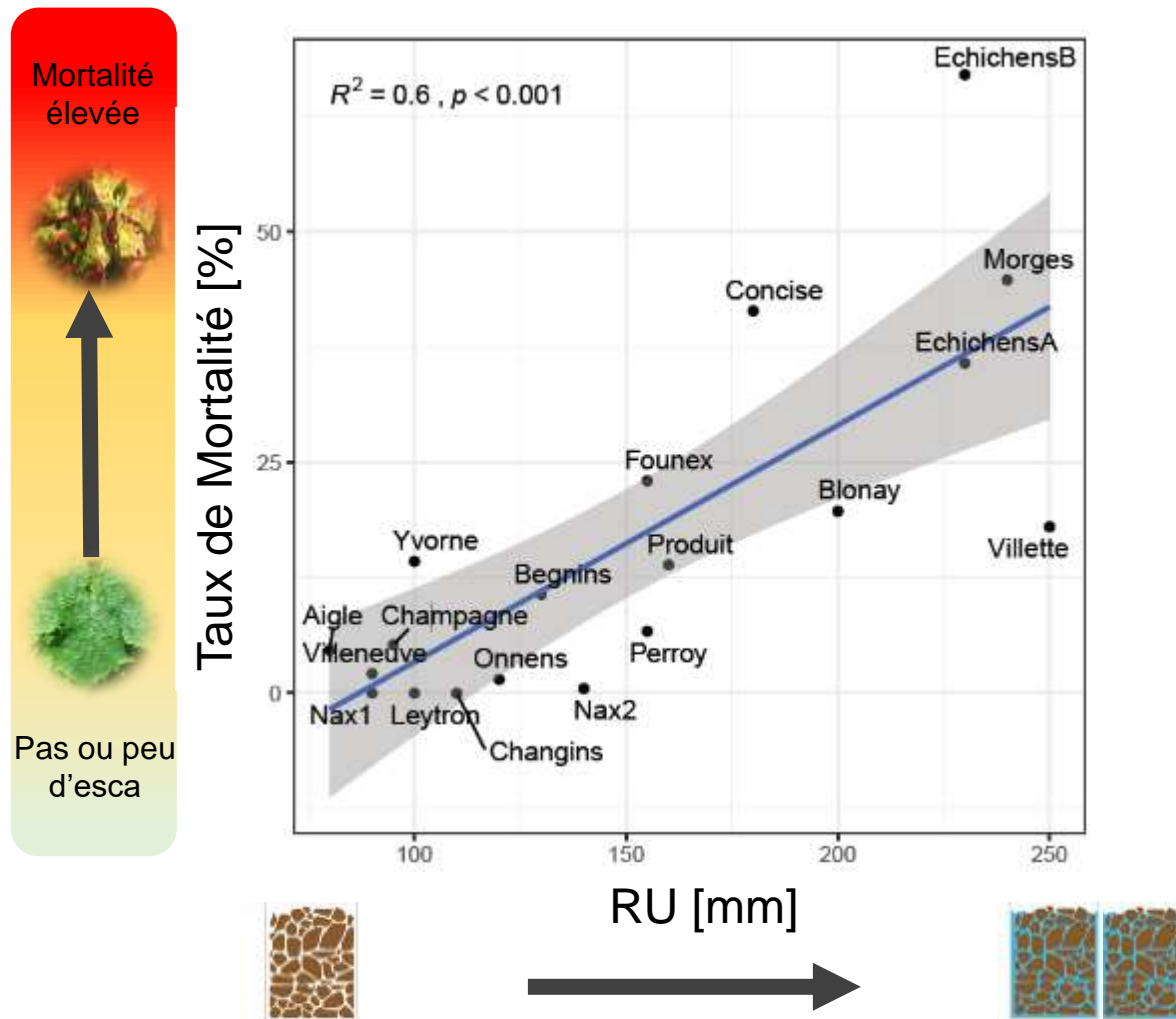 Mortalité
élevée
Pas ou peu
d'esca
Taux de Mortalité [%]
R² = 0.6 , p < 0.001
EchichensB
50
Morges
Concise
EchichensA
Founex
25
Blonay
Yvorne
Produit
Villette
Begnins
Aigle
Champagne
Villeneuve
Onnens
Perroy
0
Nax1
Leytron
Nax2
Changins
100
150
200
250
RU [mm]